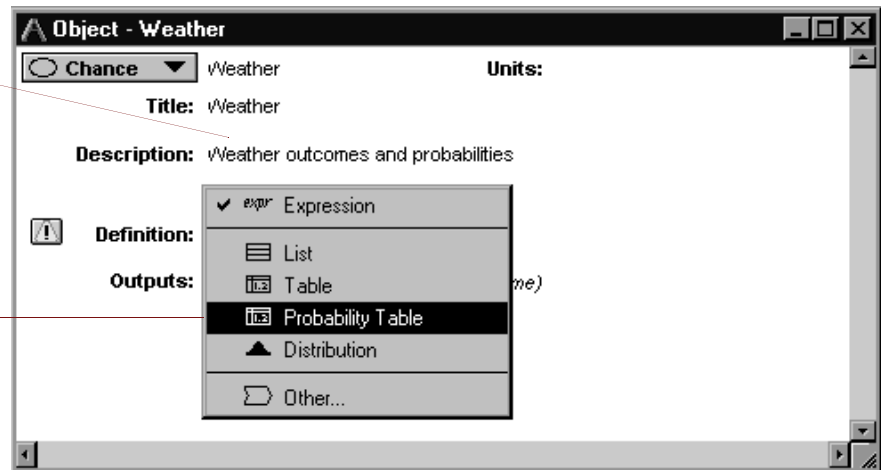 Object - Weather
Chance Weather Units:
Title: Weather
Description: Weather outcomes and probabilities
expr Expression
Definition:
List
Outputs: Table me)
Probability Table
Distribution
Other...